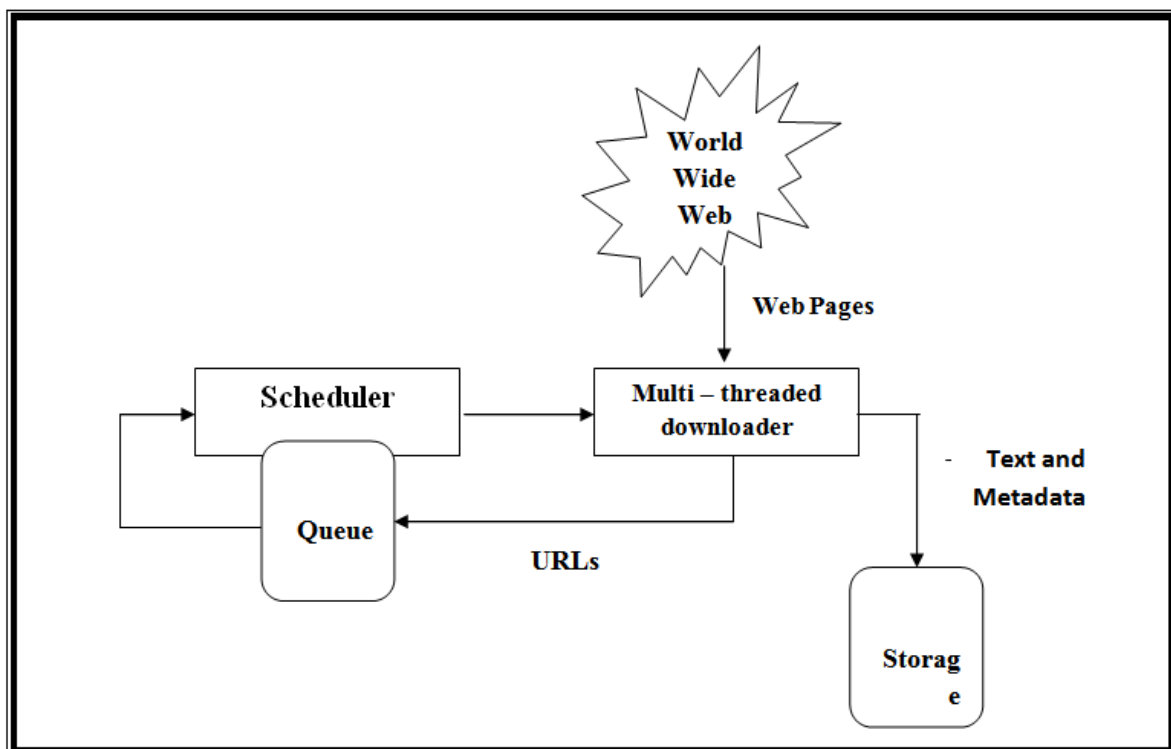 World
Wide
Web
Web Pages
Scheduler
Multi – threaded
downloader
- Text and
Metadata
Queue
URLs
Storag
e